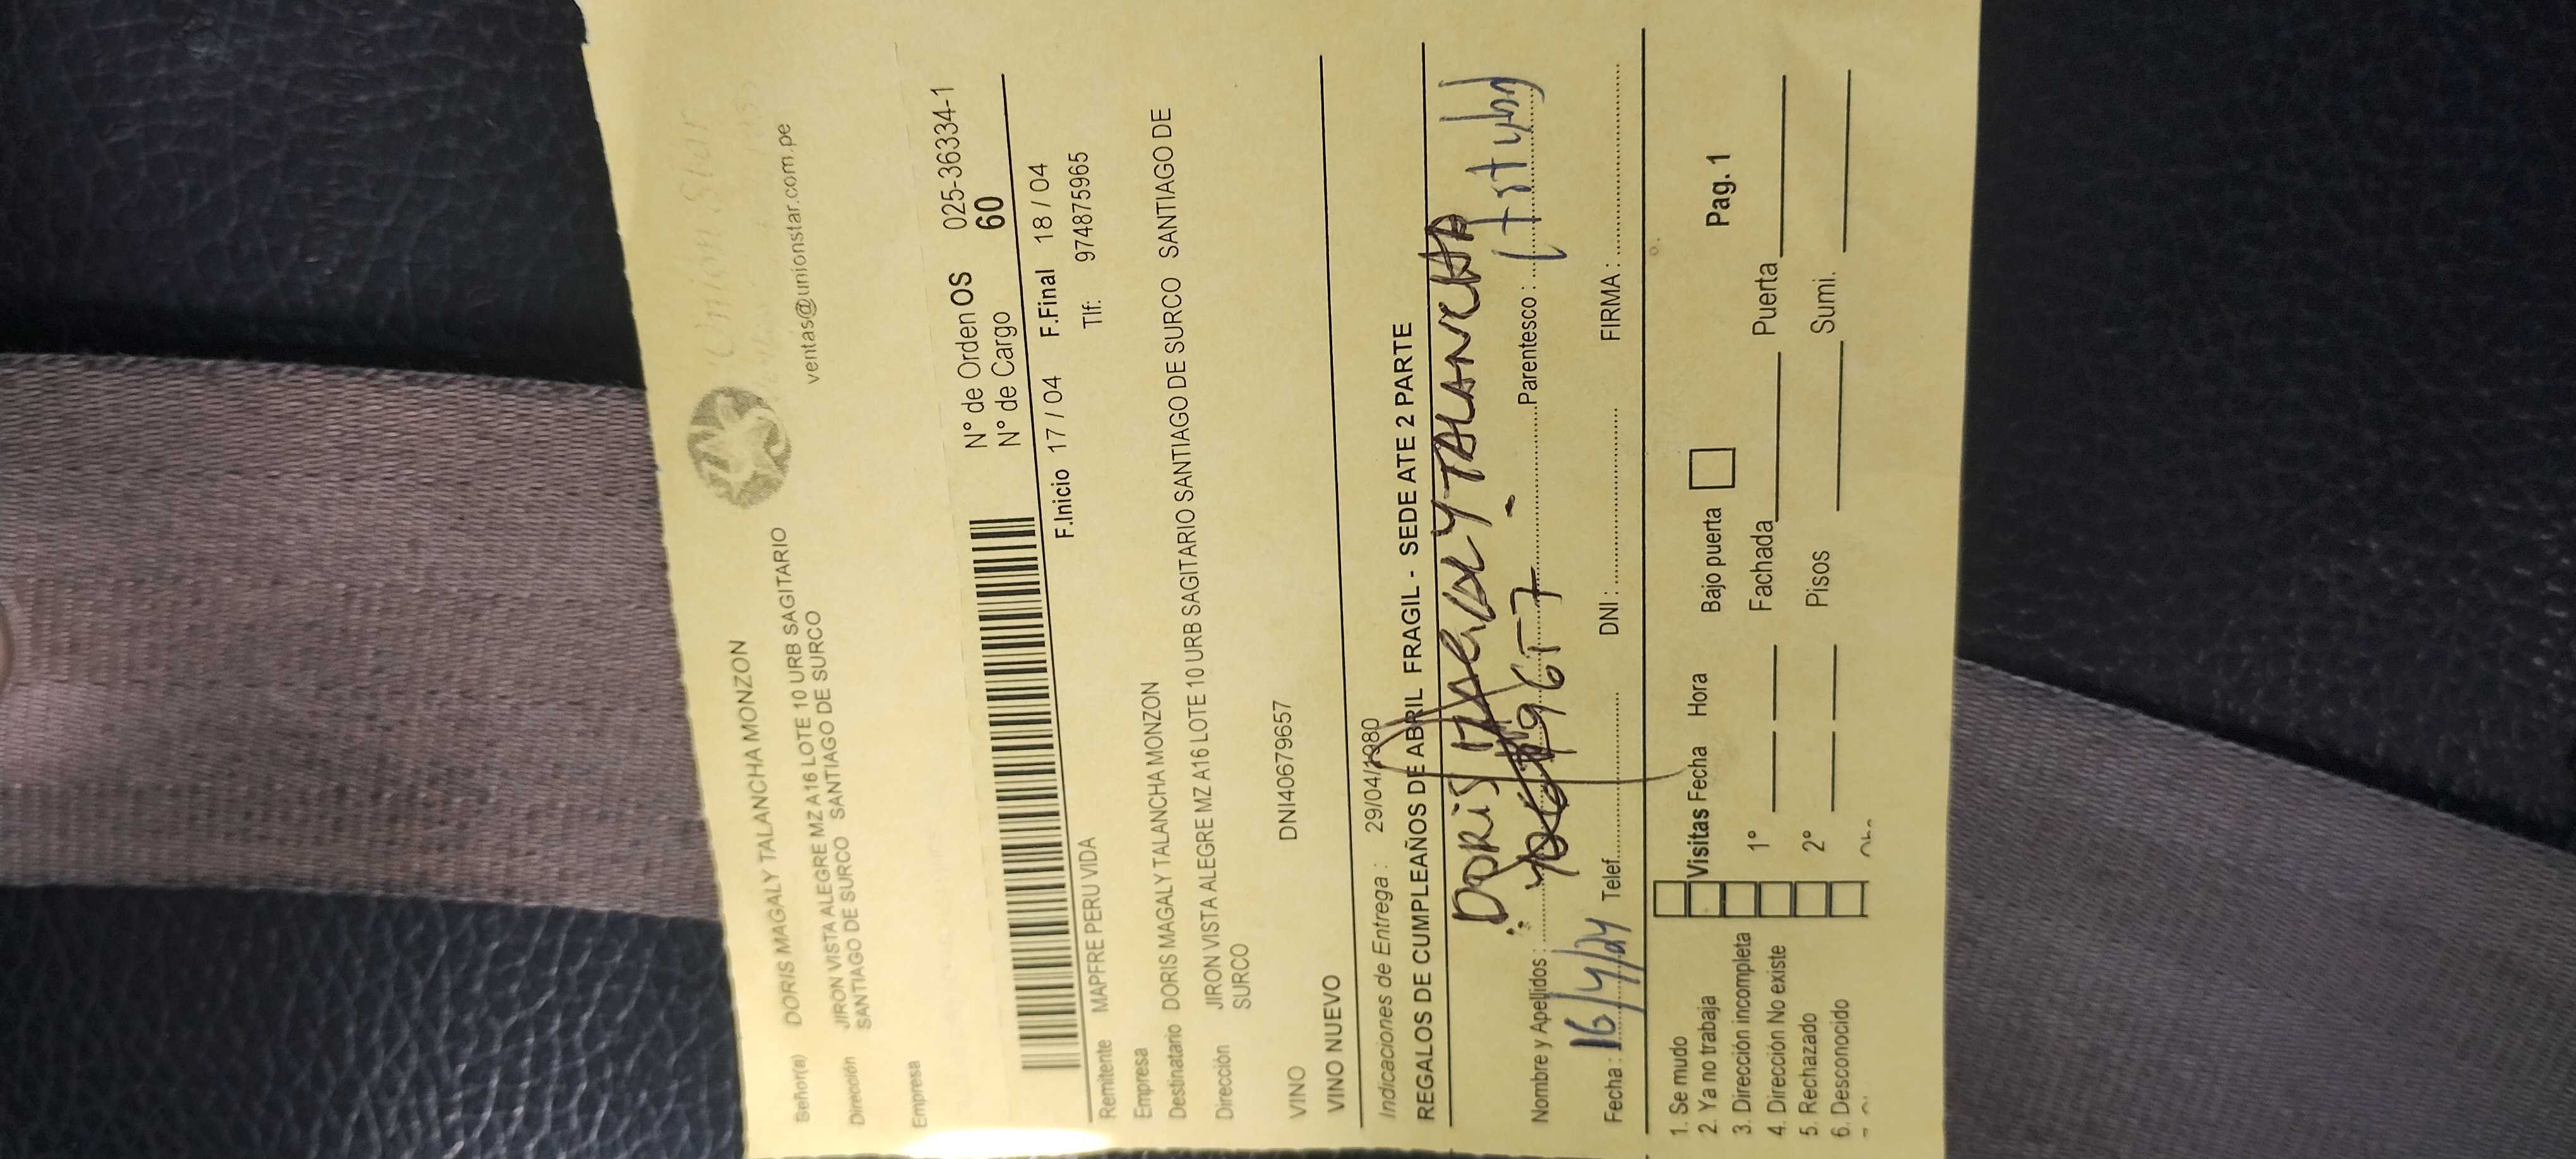 Union Star
ventas@unionstar.com.pe
Señor(a) DORIS MAGALY TALANCHA MONZON
Dirección JIRON VISTA ALEGRE MZ A16 LOTE 10 URB SAGITARIO
SANTIAGO DE SURCO SANTIAGO DE SURCO
Empresa
N° de Orden OS 025-36334-1
N° de Cargo 60
F.Inicio 17 / 04 F.Final 18 / 04
Remitente MAPFRE PERU VIDA Tlf: 974875965
Empresa
Destinatario DORIS MAGALY TALANCHA MONZON
Dirección JIRON VISTA ALEGRE MZ A16 LOTE 10 URB SAGITARIO SANTIAGO DE SURCO SANTIAGO DE
SURCO
VINO DNI40679657
VINO NUEVO
Indicaciones de Entrega : 29/04/1980
REGALOS DE CUMPLEAÑOS DE ABRIL FRAGIL - SEDE ATE 2 PARTE
DORIS TALANCHA
Nombre y Apellidos : Parentesco : (titular)
Fecha : 16/4/24 Telef. DNI : FIRMA :
1. Se mudo
2. Ya no trabaja Visitas Fecha Hora Bajo puerta Pag. 1
3. Dirección incompleta
4. Dirección No existe 1° Fachada Puerta
5. Rechazado
6. Desconocido 2° Pisos Sumi.